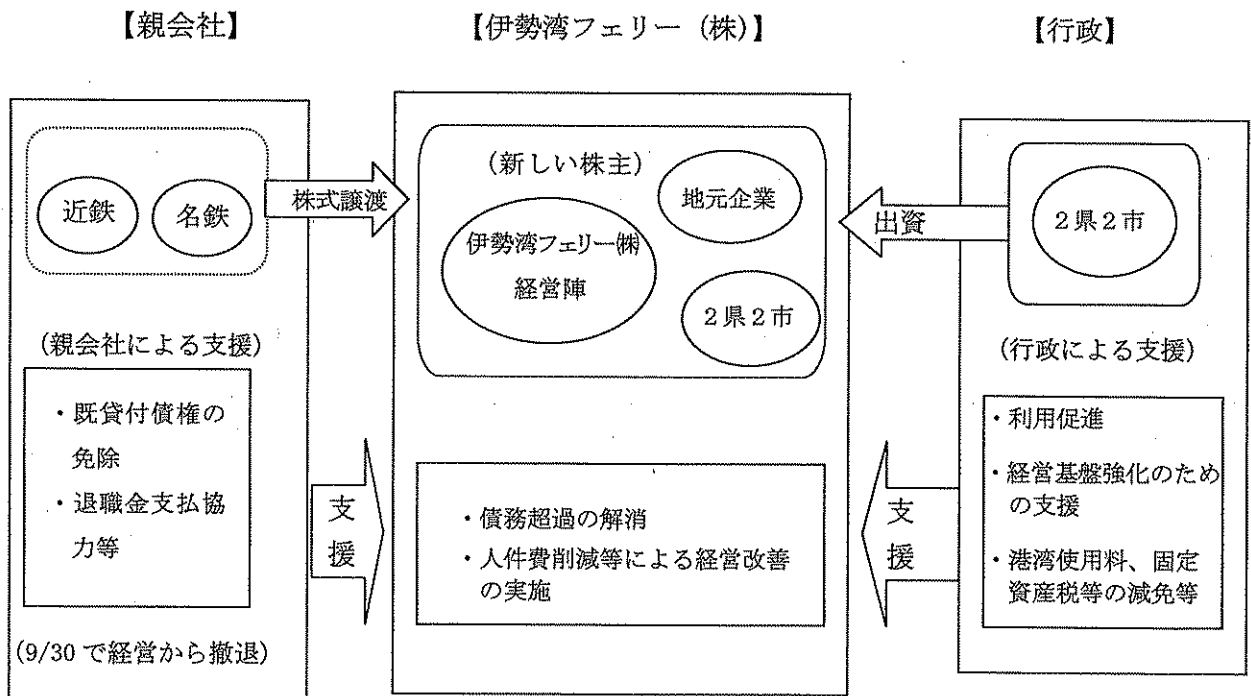 【親会社】
近鉄
名鉄
株式譲渡
(親会社による支援)
・既貸付債権の
免除
・退職金支払協
力等
支
援
(9/30で経営から撤退)
【伊勢湾フェリー(株)】
(新しい株主)
地元企業
伊勢湾フェリー㈱
経営陣
2県2市
・債務超過の解消
・人件費削減等による経営改善
の実施
【行政】
出資
2県2市
(行政による支援)
・利用促進
・経営基盤強化のため
の支援
・港湾使用料、固定
資産税等の減免等
支
援